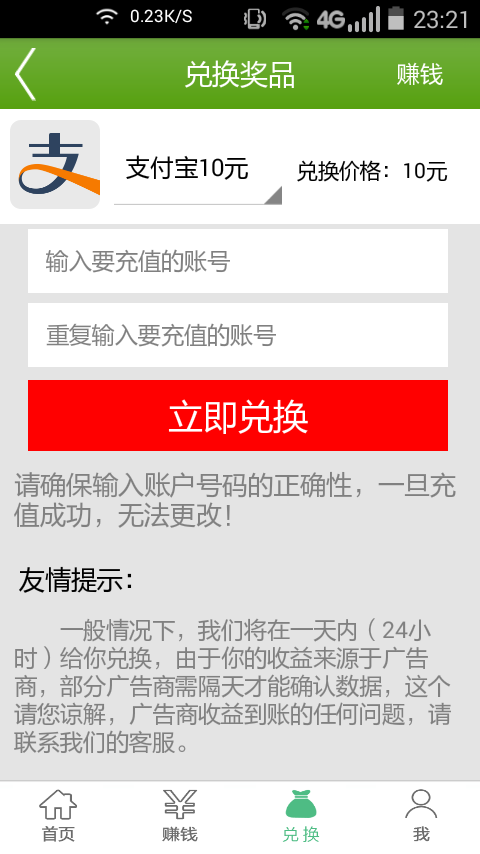 0.23K/S 4G 23:21
兑换奖品 赚钱
支 支付宝10元 兑换价格：10元
输入要充值的账号
重复输入要充值的账号
立即兑换
请确保输入账户号码的正确性，一旦充
值成功，无法更改！
友情提示：
一般情况下，我们将在一天内（24小
时）给你兑换，由于你的收益来源于广告
商，部分广告商需隔天才能确认数据，这个
请您谅解，广告商收益到账的任何问题，请
联系我们的客服。
首页 赚钱 兑换 我